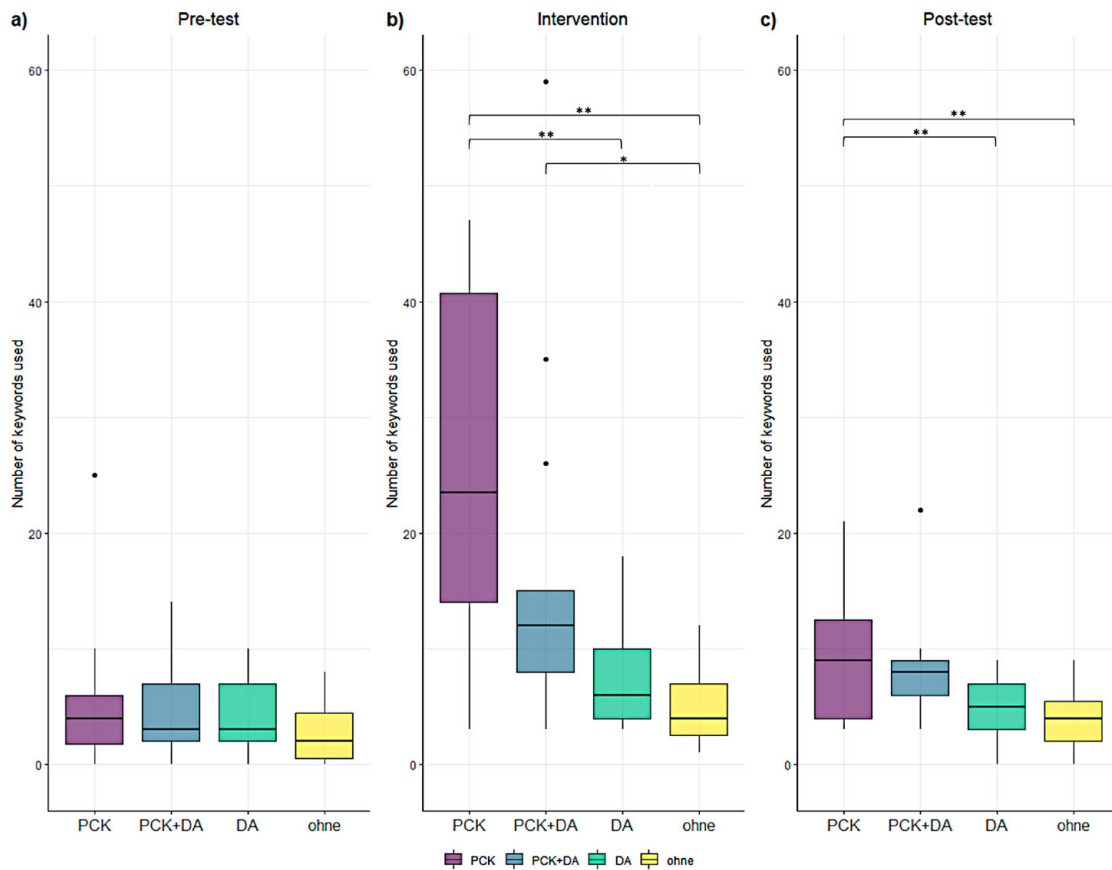 a) Pre-test
Number of keywords used
60
40
20
0
PCK PCK+DA DA ohne
b) Intervention
Number of keywords used
60
40
20
0
**
**
*
PCK PCK+DA DA ohne
c) Post-test
Number of keywords used
60
40
20
0
**
**
PCK PCK+DA DA ohne
PCK PCK+DA DA ohne